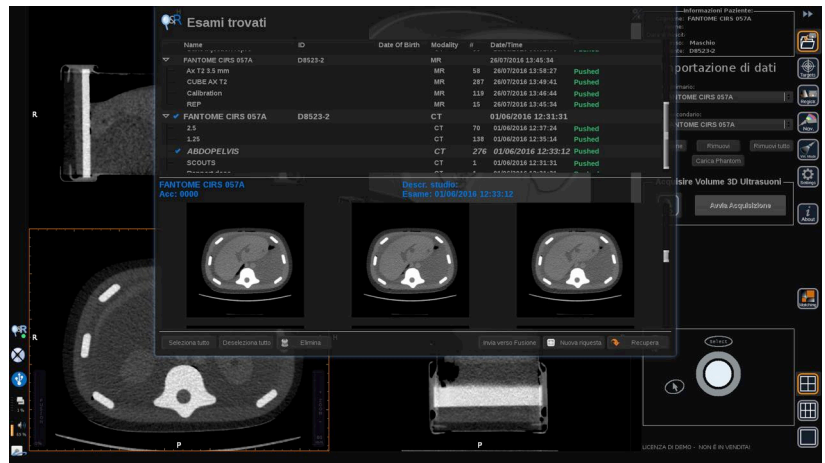 Esami trovati
Name ID Date Of Birth Modality # Date/Time
FANTOME CIRS 057A D8523-2 MR 26/07/2016 13:45:34
Ax T2 3.5 mm MR 58 26/07/2016 13:58:27 Pushed
CUBE AX T2 MR 287 26/07/2016 13:49:41 Pushed
Calibration MR 119 26/07/2016 13:46:44 Pushed
REP MR 15 26/07/2016 13:45:34 Pushed
FANTOME CIRS 057A D8523-2 CT 01/06/2016 12:31:31
2.5 CT 70 01/06/2016 12:37:24 Pushed
1.25 CT 138 01/06/2016 12:35:14 Pushed
ABDOPELVIS CT 276 01/06/2016 12:33:12 Pushed
SCOUTS CT 1 01/06/2016 12:31:31 Pushed
FANTOME CIRS 057A Descr. studio:
Acc: 0000 Esame: 01/06/2016 12:33:12
Seleziona tutto Deseleziona tutto Elimina Invia verso Fusione Nuova riquesta Recupera
R
R
P
P
Informazioni Paziente:
FANTOME CIRS 057A
Maschio
D8523-2
portazione di dati
FANTOME CIRS 057A
FANTOME CIRS 057A
Rimuovi Rimuovi tutto
Carica Phantom
Acquisire Volume 3D Ultrasuoni
Avvia Acquisizione
Select
LICENZA DI DEMO - NON È IN VENDITA!
Targets
Region
Nav.
Settings
About
Matching